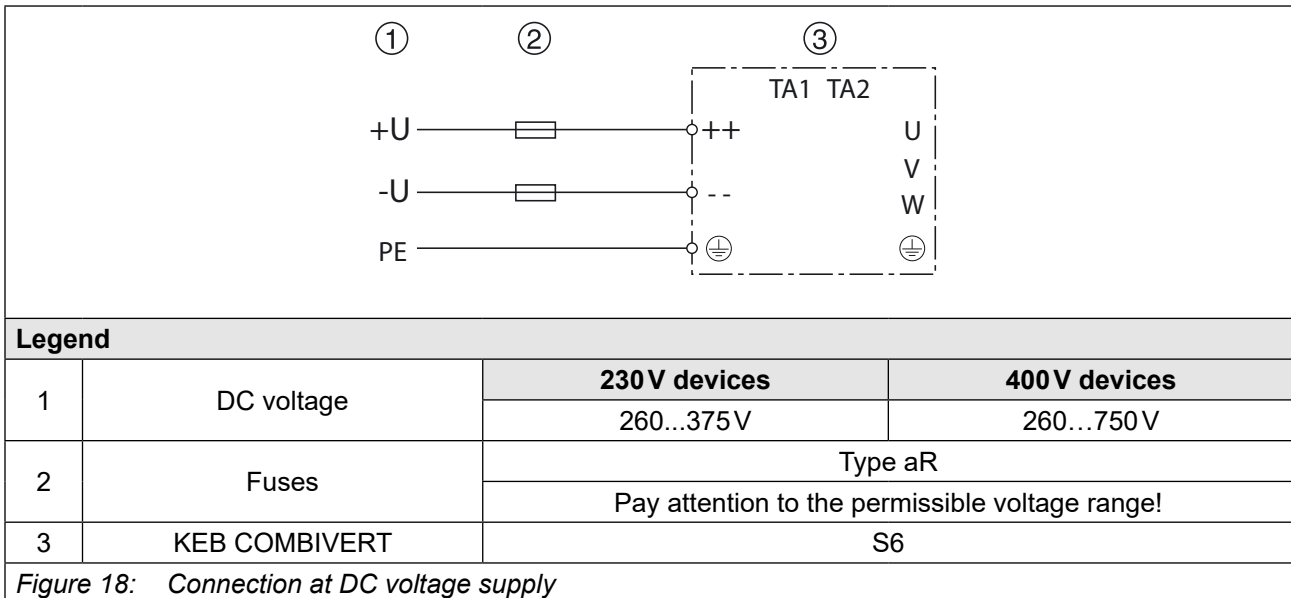 ① ② ③
TA1 TA2
+U ++ U
V
-U - - W
PE
Legend
1 DC voltage 230 V devices 400 V devices
260...375 V 260…750 V
2 Fuses Type aR
Pay attention to the permissible voltage range!
3 KEB COMBIVERT S6
Figure 18: Connection at DC voltage supply